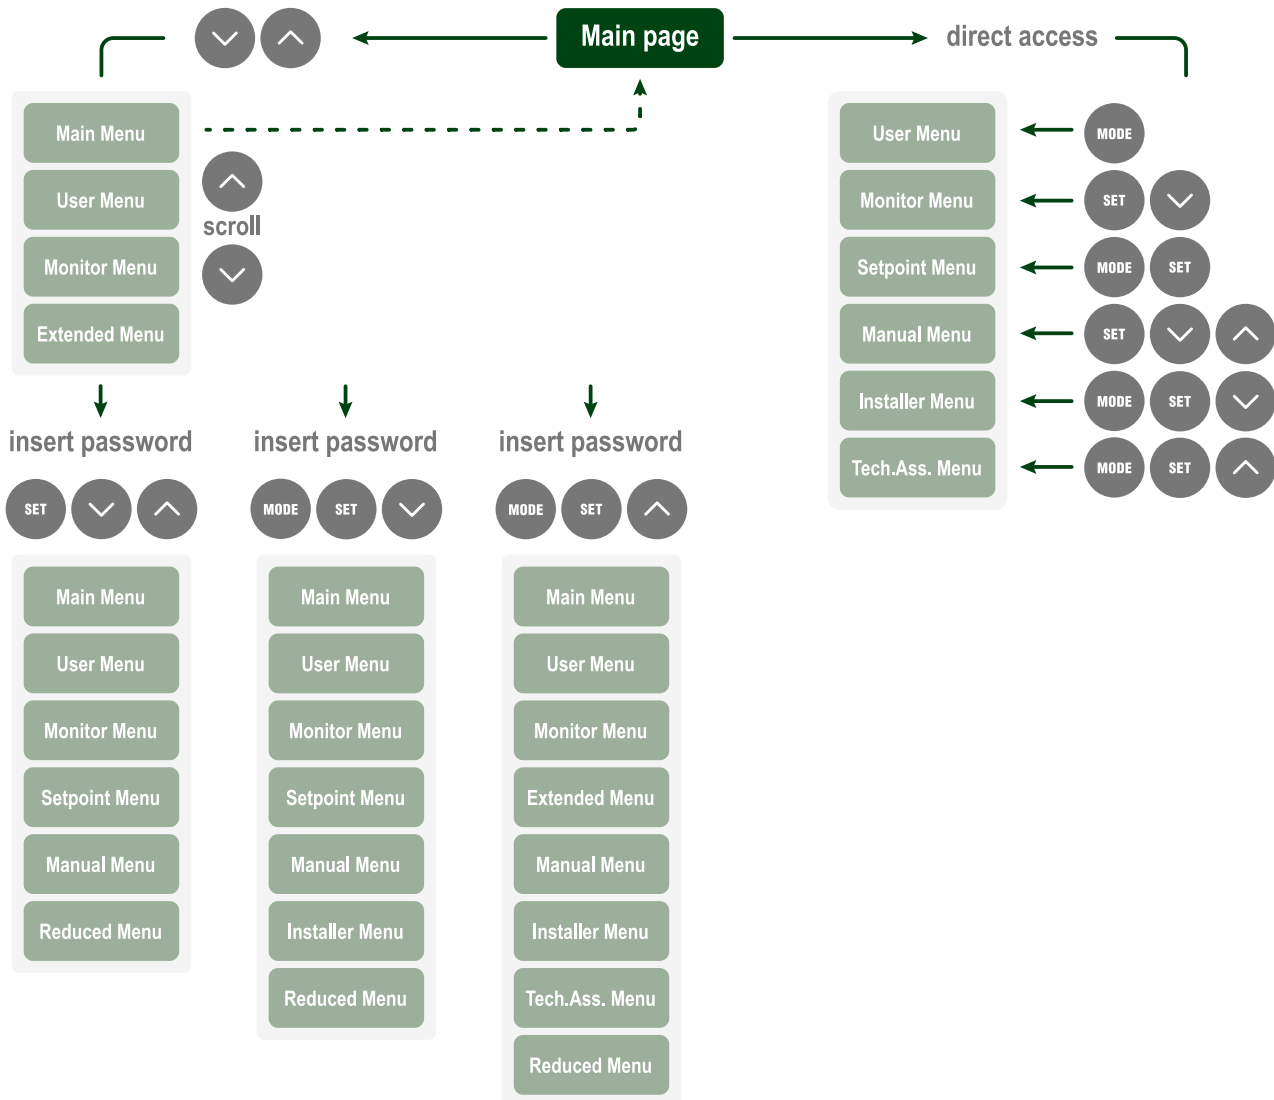 Main page
direct access
Main Menu
User Menu
Monitor Menu
Extended Menu
scroll
User Menu
MODE
Monitor Menu
SET
Setpoint Menu
MODE SET
Manual Menu
SET
Installer Menu
MODE SET
Tech.Ass. Menu
MODE SET
insert password
SET
Main Menu
User Menu
Monitor Menu
Setpoint Menu
Manual Menu
Reduced Menu
insert password
MODE SET
Main Menu
User Menu
Monitor Menu
Setpoint Menu
Manual Menu
Installer Menu
Reduced Menu
insert password
MODE SET
Main Menu
User Menu
Monitor Menu
Extended Menu
Manual Menu
Installer Menu
Tech.Ass. Menu
Reduced Menu